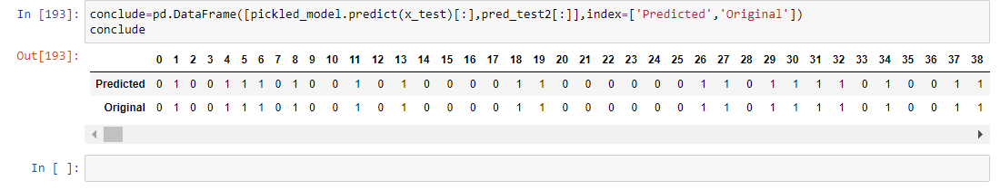 In [193]: conclude=pd.DataFrame([pickled_model.predict(x_test)[:],pred_test2[:]],index=['Predicted','Original'])
conclude
Out[193]: 0 1 2 3 4 5 6 7 8 9 10 11 12 13 14 15 16 17 18 19 20 21 22 23 24 25 26 27 28 29 30 31 32 33 34 35 36 37 38
Predicted 0 1 0 0 1 1 1 0 1 0 0 1 0 1 0 0 0 0 1 1 0 0 0 0 0 0 1 1 0 1 1 1 1 0 1 0 0 1 1
Original 0 1 0 0 1 1 1 0 1 0 0 1 0 1 0 0 0 0 1 1 0 0 0 0 0 0 1 1 0 1 1 1 1 0 1 0 0 1 1
In [ ]: